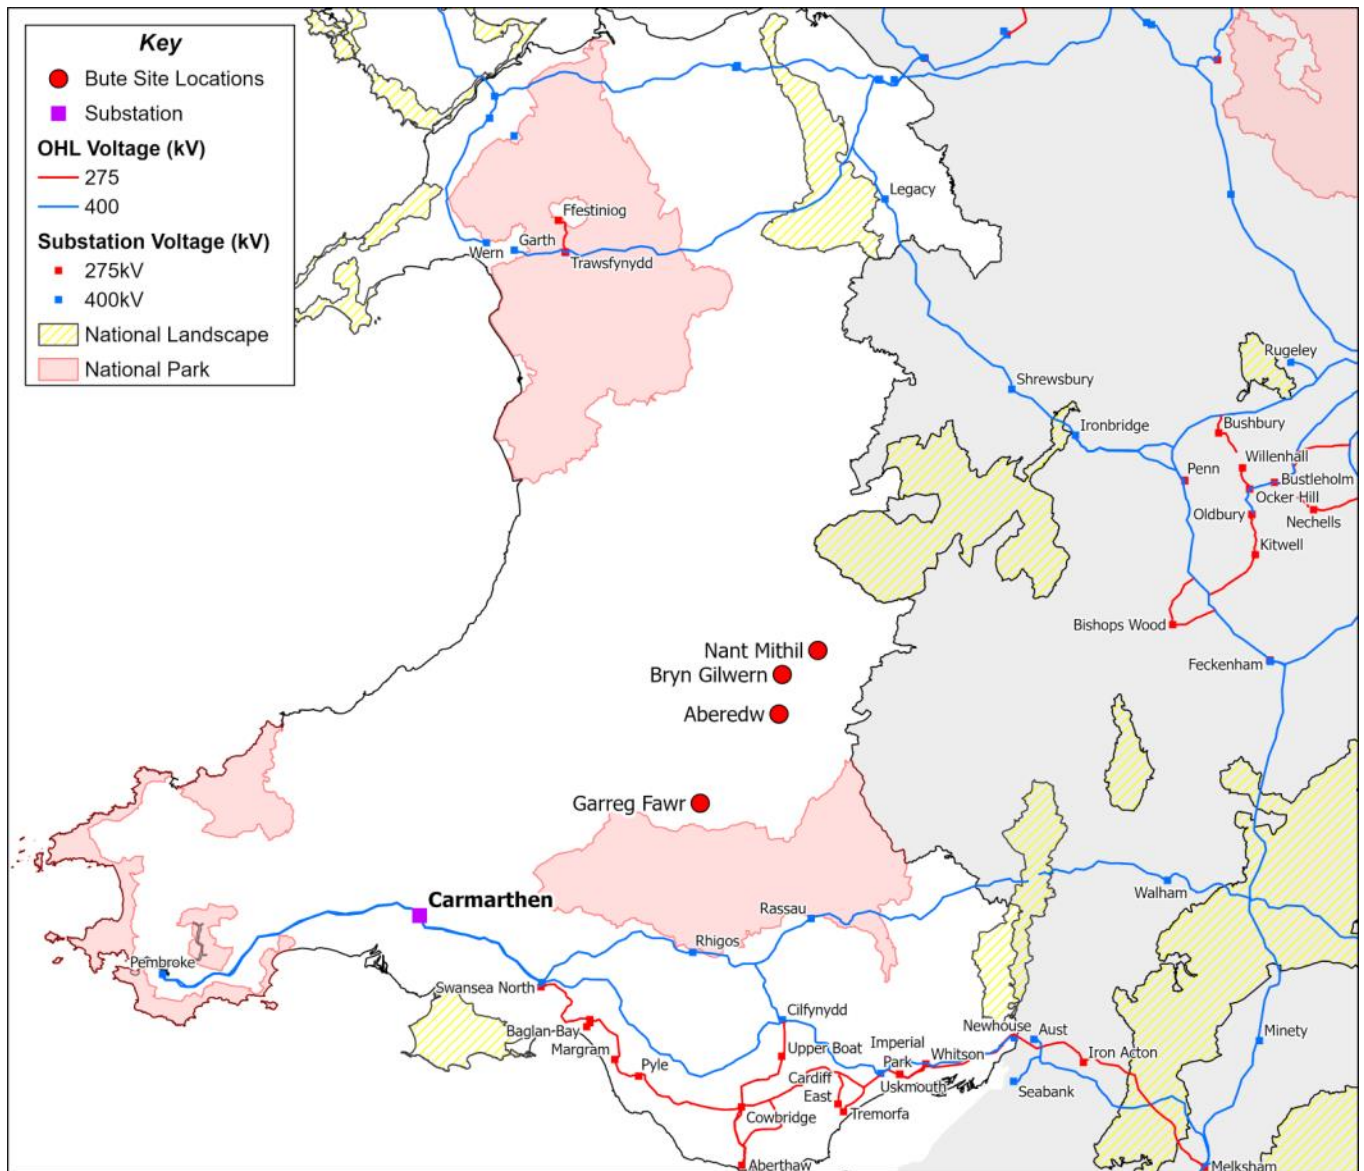 Key
Bute Site Locations
Substation
OHL Voltage (kV)
275
400
Substation Voltage (kV)
275kV
400kV
National Landscape
National Park
Legacy
Ffestiniog
Garth
Wern
Trawsfynydd
Shrewsbury
Ironbridge
Rugeley
Bushbury
Willenhall
Penn
Bustleholm
Ocker Hill
Oldbury
Nechells
Kitwell
Bishops Wood
Feckenham
Nant Mithil
Bryn Gilwern
Aberedw
Garreg Fawr
Carmarthen
Rassau
Walham
Rhigos
Pembroke
Swansea North
Cilfynydd
Baglan-Bay
Margram
Pyle
Upper Boat
Imperial
Park
Newhouse
Aust
Whitson
Iron Acton
Minety
Cardiff
East
Uskmouth
Seabank
Cowbridge
Tremorfa
Aberthaw
Melksham